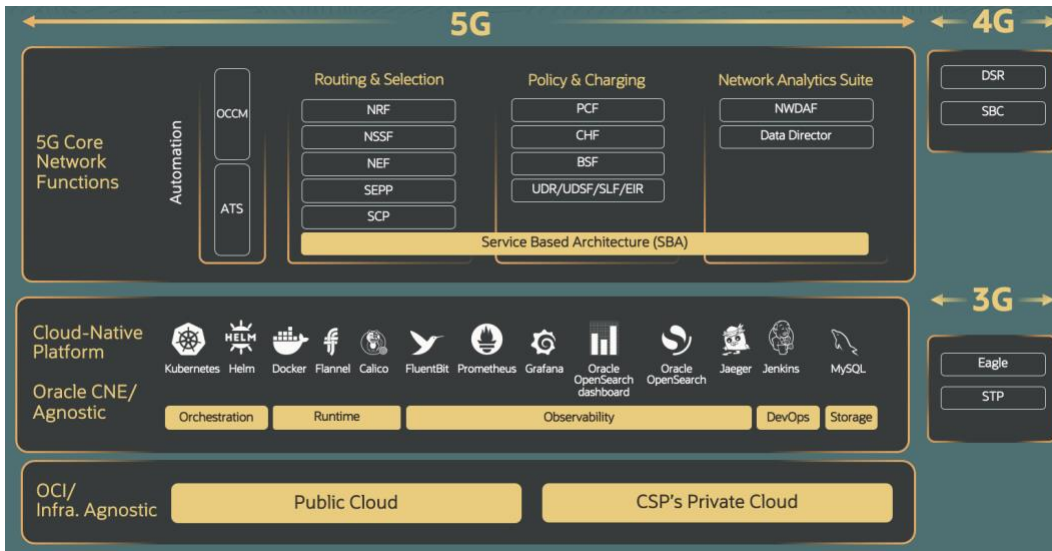 5G
4G
5G Core
Network
Functions
Automation
OCCM
ATS
Routing & Selection
NRF
NSSF
NEF
SEPP
SCP
Policy & Charging
PCF
CHF
BSF
UDR/UDSF/SLF/EIR
Network Analytics Suite
NWDAF
Data Director
Service Based Architecture (SBA)
DSR
SBC
3G
Eagle
STP
Cloud-Native
Platform
Oracle CNE/
Agnostic
HELM
Kubernetes
Helm
Docker
Flannel
Calico
FluentBit
Prometheus
Grafana
Oracle
OpenSearch
dashboard
Oracle
OpenSearch
Jaeger
Jenkins
MySQL
Orchestration
Runtime
Observability
DevOps
Storage
OCI/
Infra. Agnostic
Public Cloud
CSP's Private Cloud